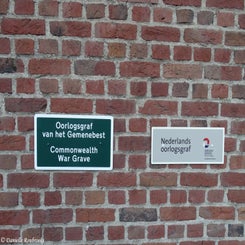 Oorlogsgraf
van het Gemenebest
Commonwealth
War Grave
Nederlands
oorlogsgraf